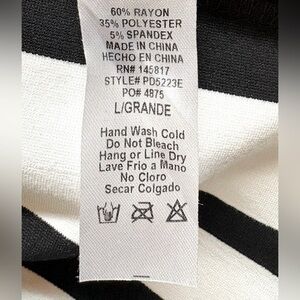 60% RAYON
35% POLYESTER
5% SPANDEX
MADE IN CHINA
HECHO EN CHINA
RN# 145817
STYLE# PD5223E
PO# 4875
L/GRANDE
Hand Wash Cold
Do Not Bleach
Hang or Line Dry
Lave Frio a Mano
No Cloro
Secar Colgado